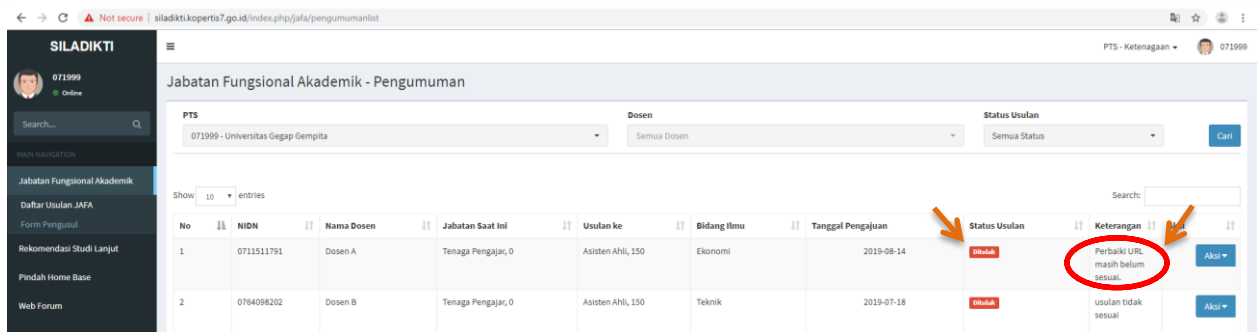 Not secure siladikti.kopertis7.go.id/index.php/jafa/pengumumanlist
SILADIKTI
PTS - Ketenagaan 071999
071999
Online
Jabatan Fungsional Akademik - Pengumuman
Search...
PTS Dosen Status Usulan
071999 - Universitas Gegap Gempita Semua Dosen Semua Status Cari
MAIN NAVIGATION
Jabatan Fungsional Akademik
Daftar Usulan JAFA
Form Pengusul
Rekomendasi Studi Lanjut
Pindah Home Base
Web Forum
Show 10 entries Search:
No NIDN Nama Dosen Jabatan Saat Ini Usulan ke Bidang Ilmu Tanggal Pengajuan Status Usulan Keterangan
1 0711511791 Dosen A Tenaga Pengajar, 0 Asisten Ahli, 150 Ekonomi 2019-08-14 Ditolak Perbaiki URL
masih belum
sesuai. Aksi
2 0764098202 Dosen B Tenaga Pengajar, 0 Asisten Ahli, 150 Teknik 2019-07-18 Ditolak usulan tidak
sesuai Aksi